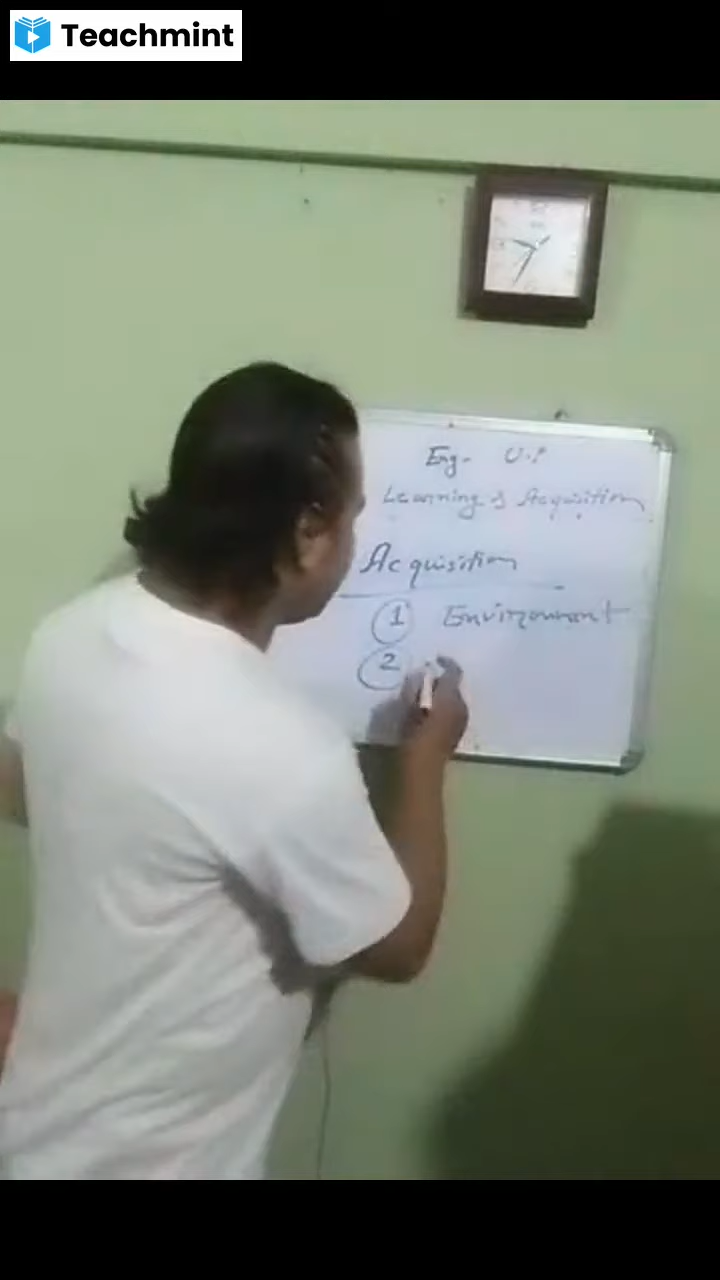 Teachmint
Eng- U.P
Learning & Acquisition
Acquisition
1 Environment
2